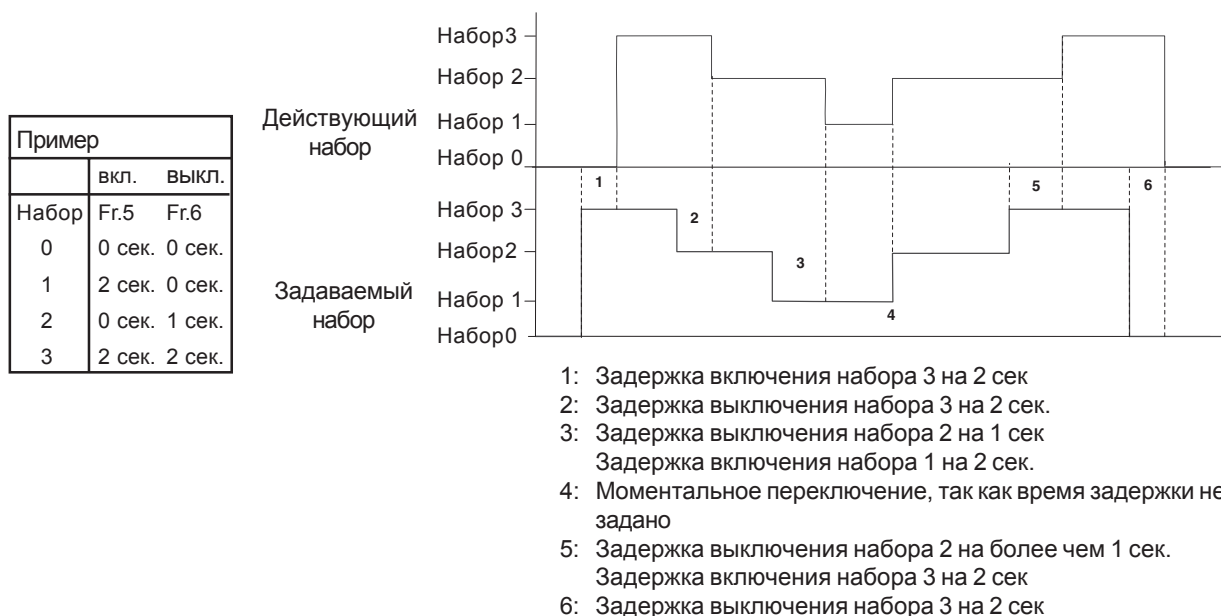 Пример
вкл. выкл.
Набор Fr.5 Fr.6
0 0 сек. 0 сек.
1 2 сек. 0 сек.
2 0 сек. 1 сек.
3 2 сек. 2 сек.
Действующий
набор
Набор3
Набор 2
Набор 1
Набор 0
1
5
6
Задаваемый
набор
Набор 3
Набор2
Набор 1
Набор0
2
3
4
1: Задержка включения набора 3 на 2 сек
2: Задержка выключения набора 3 на 2 сек.
3: Задержка выключения набора 2 на 1 сек
Задержка включения набора 1 на 2 сек.
4: Моментальное переключение, так как время задержки не
задано
5: Задержка выключения набора 2 на более чем 1 сек.
Задержка включения набора 3 на 2 сек
6: Задержка выключения набора 3 на 2 сек